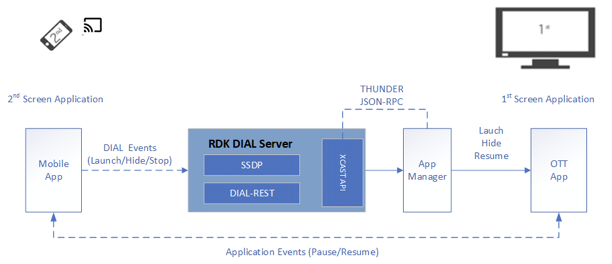 2nd
1st
2nd Screen Application
THUNDER
JSON-RPC
1st Screen Application
Mobile
App
DIAL Events
(Launch/Hide/Stop)
RDK DIAL Server
SSDP
DIAL-REST
XCAST API
App
Manager
Lauch
Hide
Resume
OTT
App
Application Events (Pause/Resume)